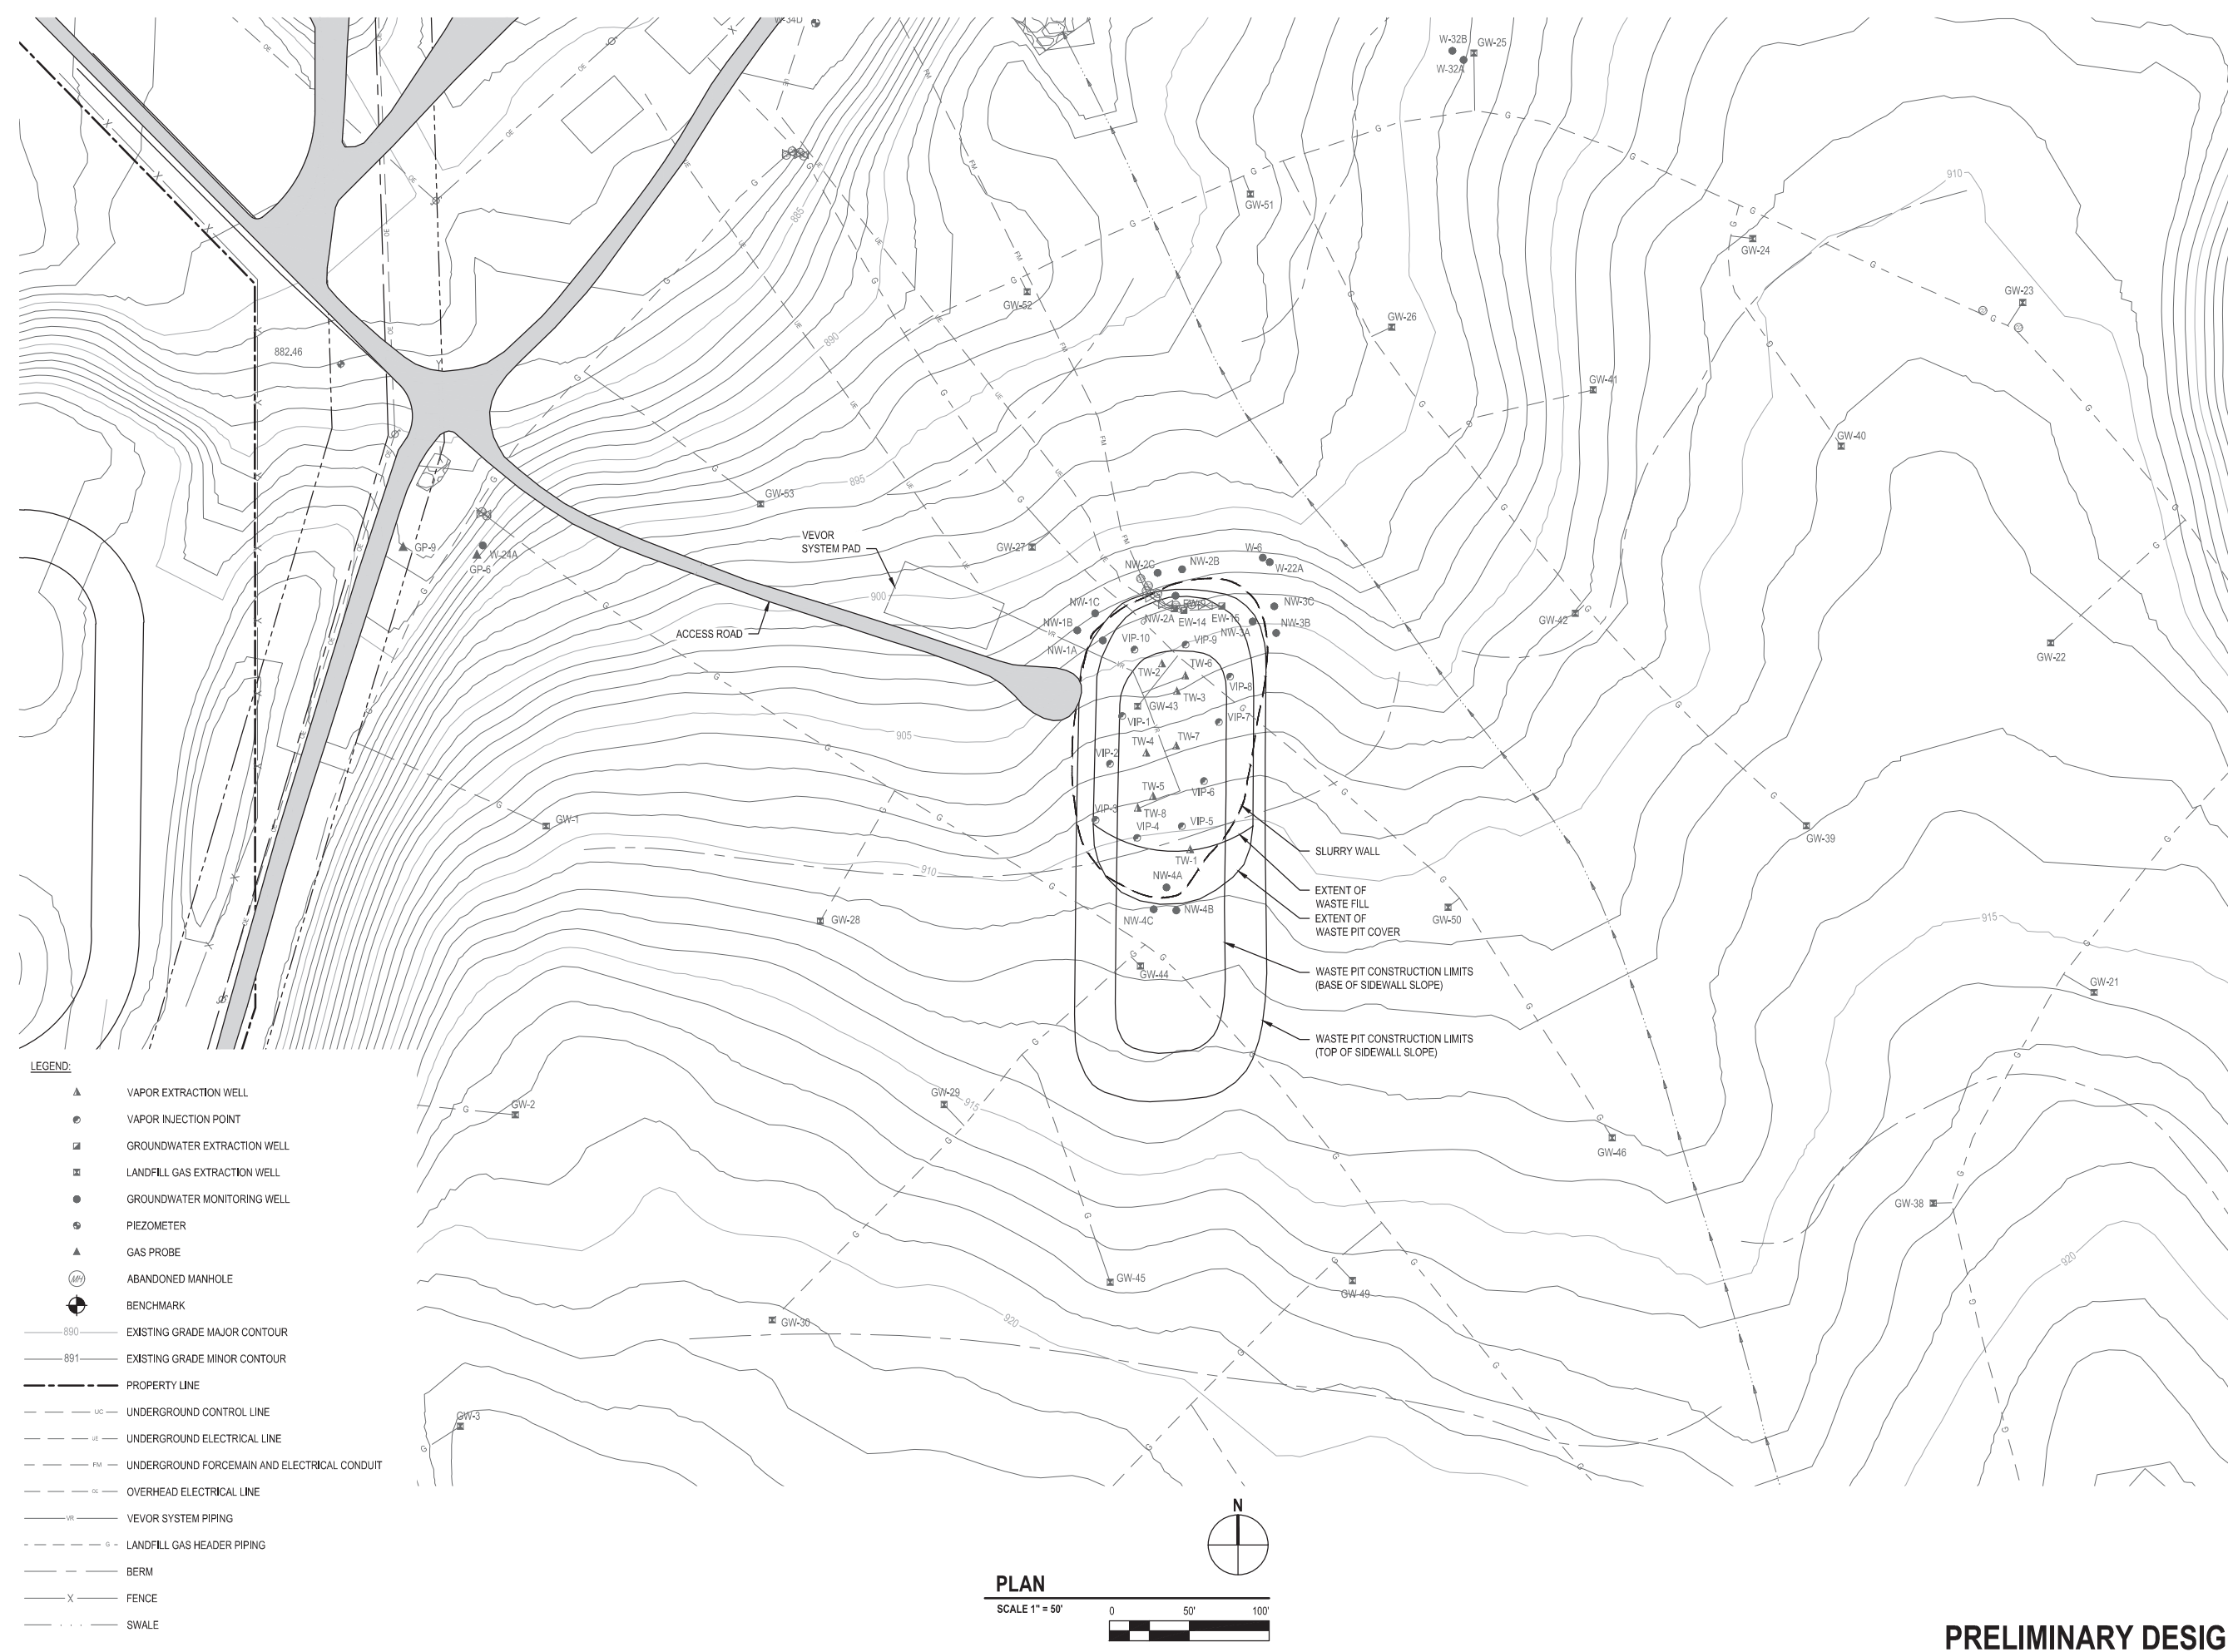 W-34D
W-32B
GW-25
W-32A
910
GW-51
885
GW-24
GW-23
GW-52
GW-26
890
882.46
GW-41
GW-40
895
GW-53
VEVOR
SYSTEM PAD
GW-27
GP-9
W-24A
GP-6
W-6
W-22A
NW-2C
NW-2B
900
NW-1C
EW-15
NW-3C
NW-2A
EW-14
NW-1B
NW-3A
NW-3B
ACCESS ROAD
GW-42
NW-1A
VIP-10
VIP-9
GW-22
TW-2
TW-6
VIP-8
TW-3
GW-43
VIP-1
VIP-7
905
TW-4
TW-7
VIP-2
TW-5
VIP-6
VIP-3
TW-8
VIP-4
VIP-5
GW-1
GW-39
TW-1
SLURRY WALL
910
NW-4A
EXTENT OF
WASTE FILL
EXTENT OF
WASTE PIT COVER
NW-4C
NW-4B
GW-28
GW-50
915
GW-44
WASTE PIT CONSTRUCTION LIMITS
(BASE OF SIDEWALL SLOPE)
GW-21
WASTE PIT CONSTRUCTION LIMITS
(TOP OF SIDEWALL SLOPE)
GW-29
915
GW-2
GW-46
GW-38
920
GW-45
GW-49
GW-30
920
GW-3
LEGEND:
VAPOR EXTRACTION WELL
VAPOR INJECTION POINT
GROUNDWATER EXTRACTION WELL
LANDFILL GAS EXTRACTION WELL
GROUNDWATER MONITORING WELL
PIEZOMETER
GAS PROBE
MH ABANDONED MANHOLE
BENCHMARK
890 EXISTING GRADE MAJOR CONTOUR
891 EXISTING GRADE MINOR CONTOUR
PROPERTY LINE
UC UNDERGROUND CONTROL LINE
UE UNDERGROUND ELECTRICAL LINE
FM UNDERGROUND FORCEMAIN AND ELECTRICAL CONDUIT
OE OVERHEAD ELECTRICAL LINE
VR VEVOR SYSTEM PIPING
G LANDFILL GAS HEADER PIPING
BERM
X FENCE
SWALE
N
PLAN
SCALE 1" = 50'
0 50' 100'
PRELIMINARY DESIG